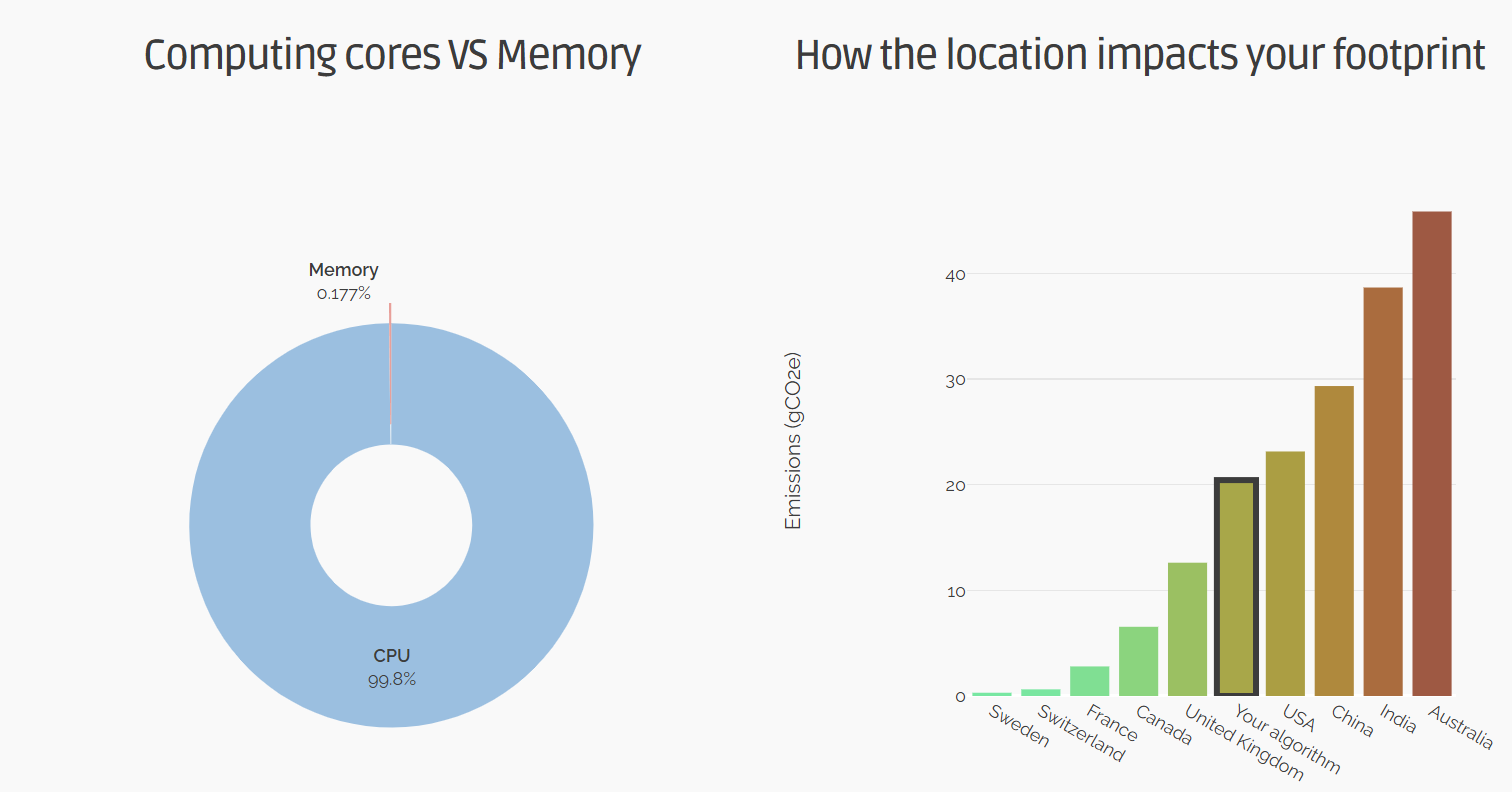 Computing cores VS Memory
How the location impacts your footprint
Memory
0.177%
CPU
99.8%
Emissions (gCO2e)
40
30
20
10
0
Sweden
Switzerland
France
Canada
United Kingdom
Your algorithm
USA
China
India
Australia